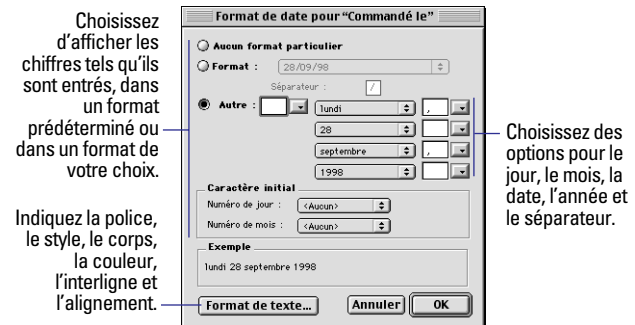 Choisissez
d'afficher les
chiffres tels qu'ils
sont entrés, dans
un format
prédéterminé ou
dans un format de
votre choix.
Indiquez la police,
le style, le corps,
la couleur,
l'interligne et
l'alignement.
Format de date pour "Commandé le"
Aucun format particulier
Format : 28/09/98
Séparateur : /
Autre : lundi ,
28
septembre ,
1998
Caractère initial
Numéro de jour : <Aucun>
Numéro de mois : <Aucun>
Exemple
lundi 28 septembre 1998
Format de texte... Annuler OK
Choisissez des
options pour le
jour, le mois, la
date, l'année et
le séparateur.